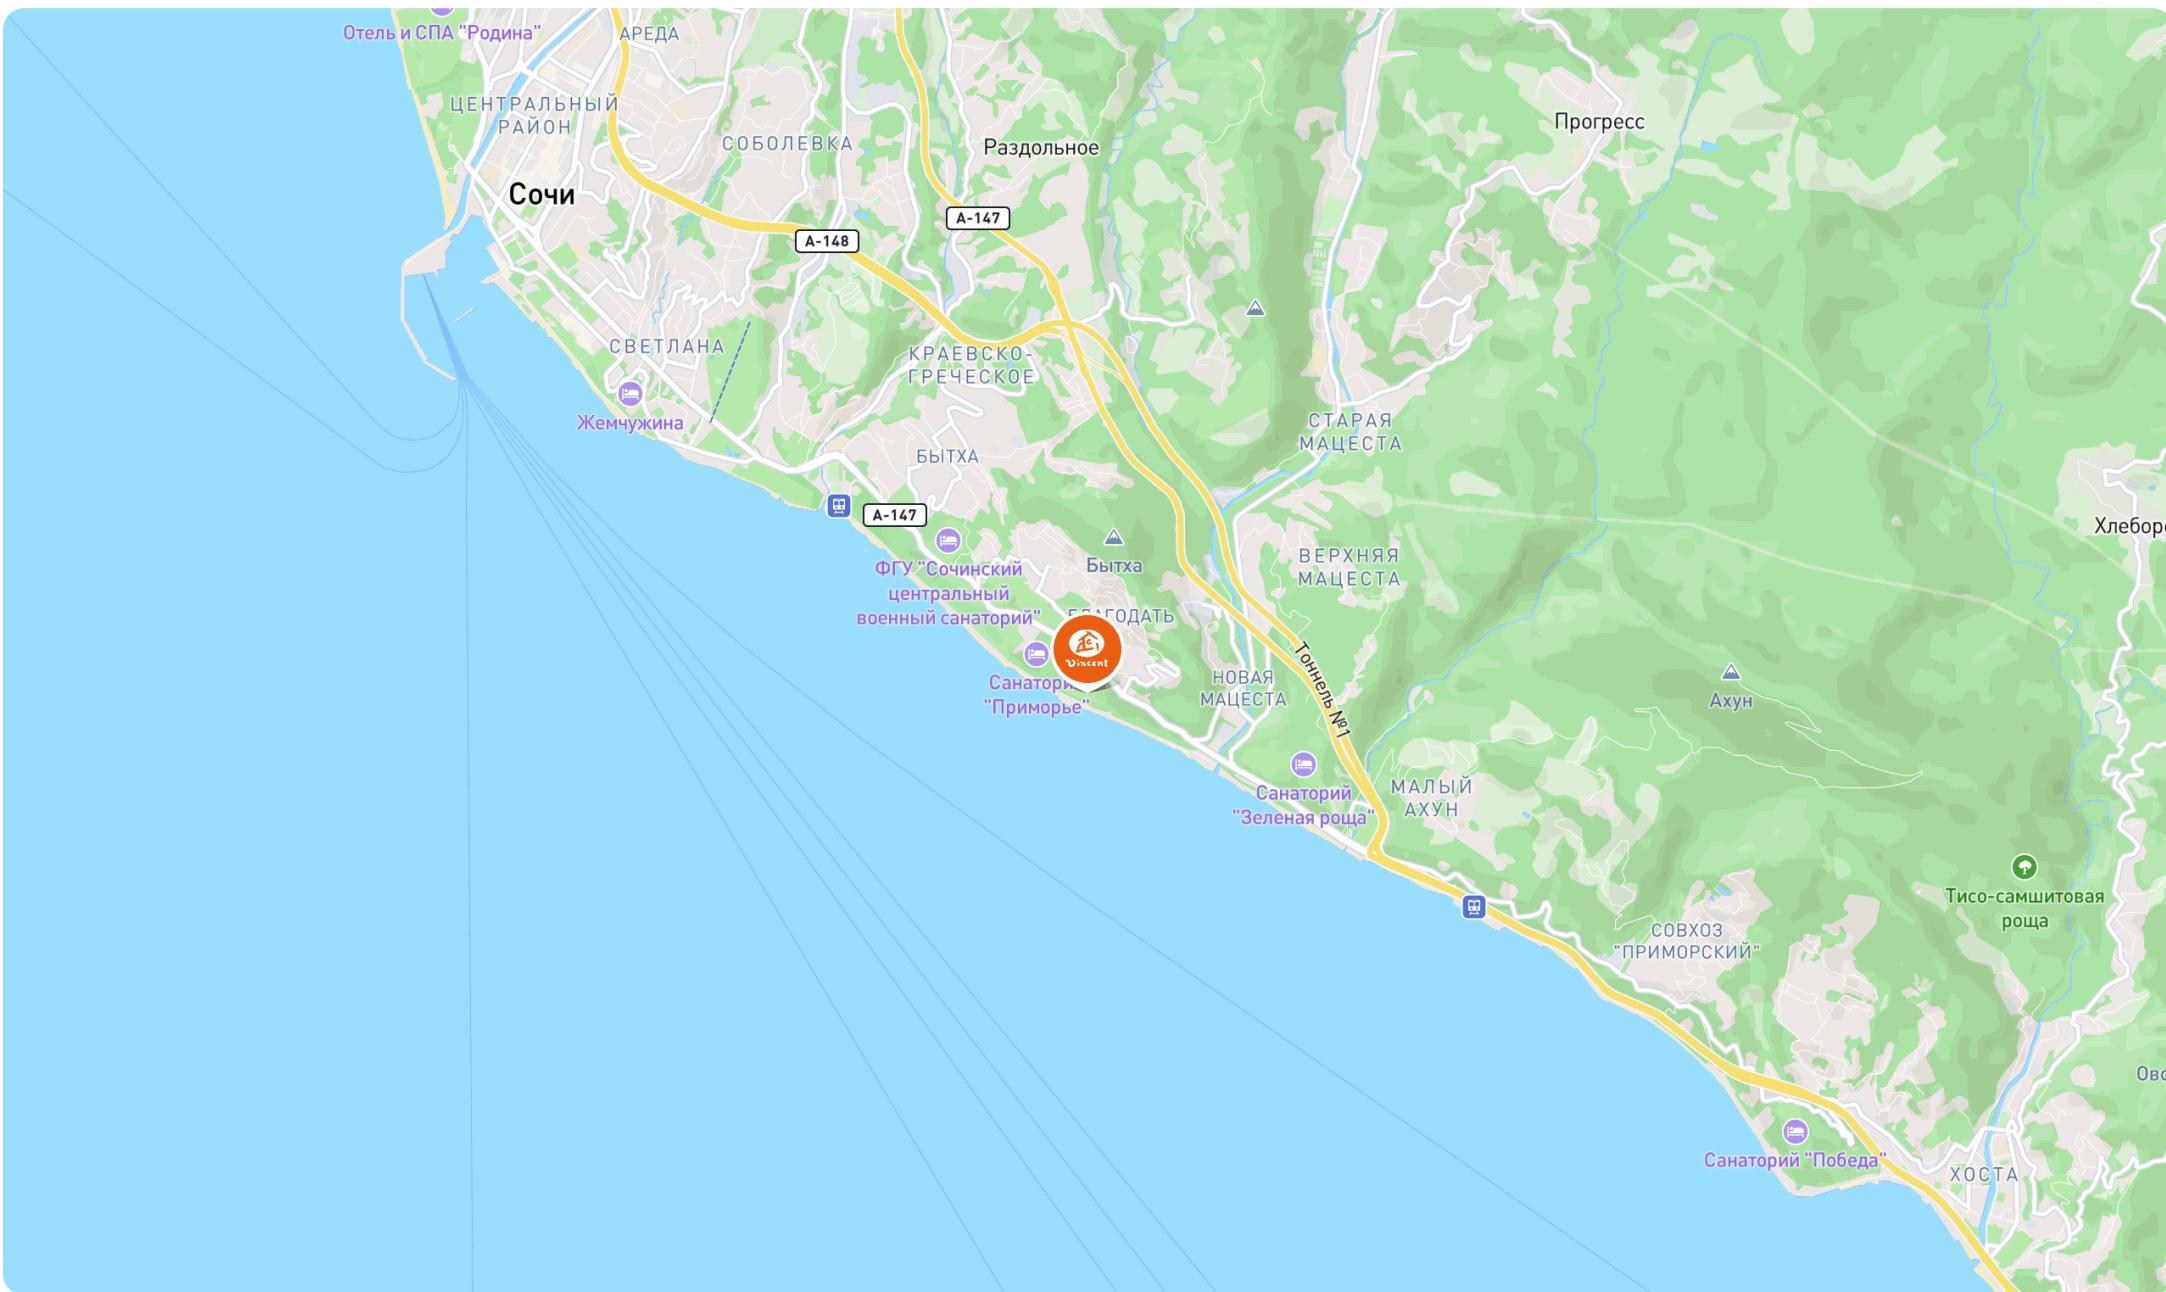 Отель и СПА "Родина"
АРЕДА
ЦЕНТРАЛЬНЫЙ
РАЙОН
СОБОЛЕВКА
Раздольное
Прогресс
Сочи
А-147
А-148
СВЕТЛАНА
КРАЕВСКО-
ГРЕЧЕСКОЕ
Жемчужина
СТАРАЯ
МАЦЕСТА
БЫТХА
А-147
Хлеборо
Бытха
ВЕРХНЯЯ
МАЦЕСТА
ФГУ "Сочинский
центральный
военный санаторий"
БЛАГОДАТЬ
Vincent
Санатори
"Приморье"
НОВАЯ
МАЦЕСТА
Тоннель №1
Ахун
Санаторий
"Зеленая роща"
МАЛЫЙ
АХУН
Тисо-самшитовая
роща
СОВХОЗ
"ПРИМОРСКИЙ"
Ово
Санаторий "Победа"
ХОСТА